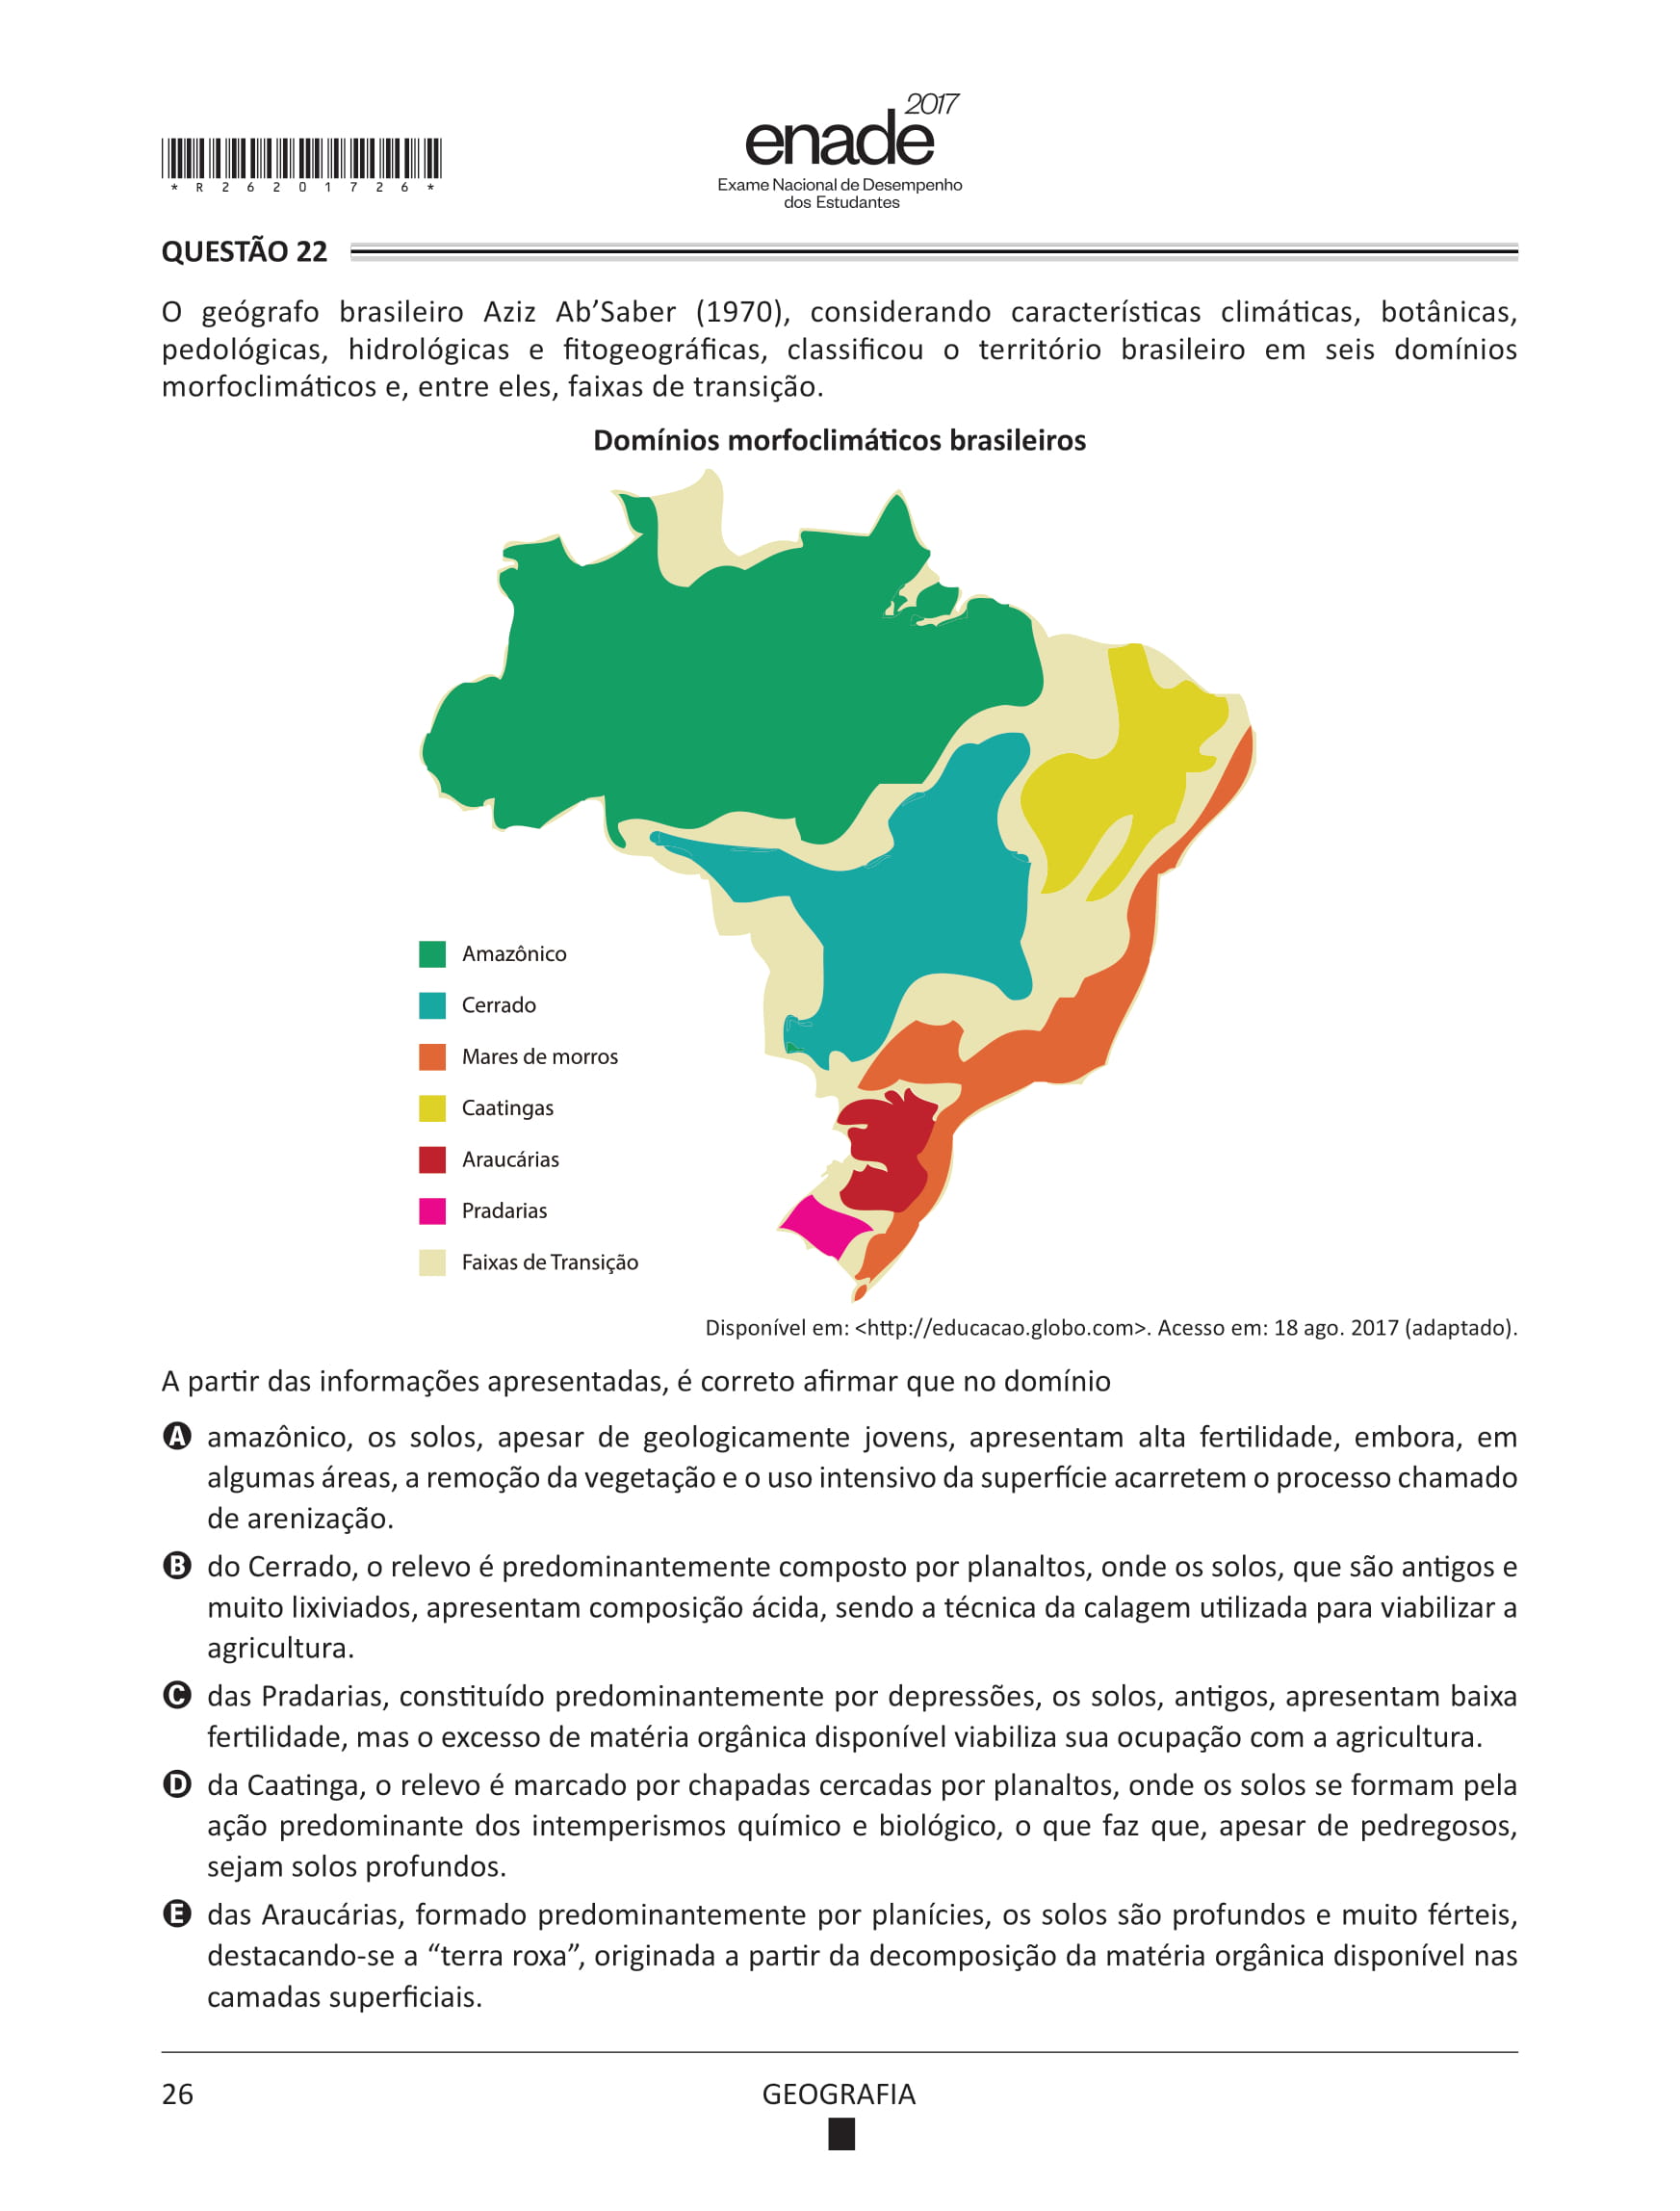 *R26201726*
enade 2017
Exame Nacional de Desempenho
dos Estudantes
QUESTÃO 22
O geógrafo brasileiro Aziz Ab’Saber (1970), considerando características climáticas, botânicas,
pedológicas, hidrológicas e fitogeográficas, classificou o território brasileiro em seis domínios
morfoclimáticos e, entre eles, faixas de transição.
Domínios morfoclimáticos brasileiros
Amazônico
Cerrado
Mares de morros
Caatingas
Araucárias
Pradarias
Faixas de Transição
Disponível em: <http://educacao.globo.com>. Acesso em: 18 ago. 2017 (adaptado).
A partir das informações apresentadas, é correto afirmar que no domínio
A amazônico, os solos, apesar de geologicamente jovens, apresentam alta fertilidade, embora, em
algumas áreas, a remoção da vegetação e o uso intensivo da superfície acarretem o processo chamado
de arenização.
B do Cerrado, o relevo é predominantemente composto por planaltos, onde os solos, que são antigos e
muito lixiviados, apresentam composição ácida, sendo a técnica da calagem utilizada para viabilizar a
agricultura.
C das Pradarias, constituído predominantemente por depressões, os solos, antigos, apresentam baixa
fertilidade, mas o excesso de matéria orgânica disponível viabiliza sua ocupação com a agricultura.
D da Caatinga, o relevo é marcado por chapadas cercadas por planaltos, onde os solos se formam pela
ação predominante dos intemperismos químico e biológico, o que faz que, apesar de pedregosos,
sejam solos profundos.
E das Araucárias, formado predominantemente por planícies, os solos são profundos e muito férteis,
destacando-se a “terra roxa”, originada a partir da decomposição da matéria orgânica disponível nas
camadas superficiais.
26
GEOGRAFIA